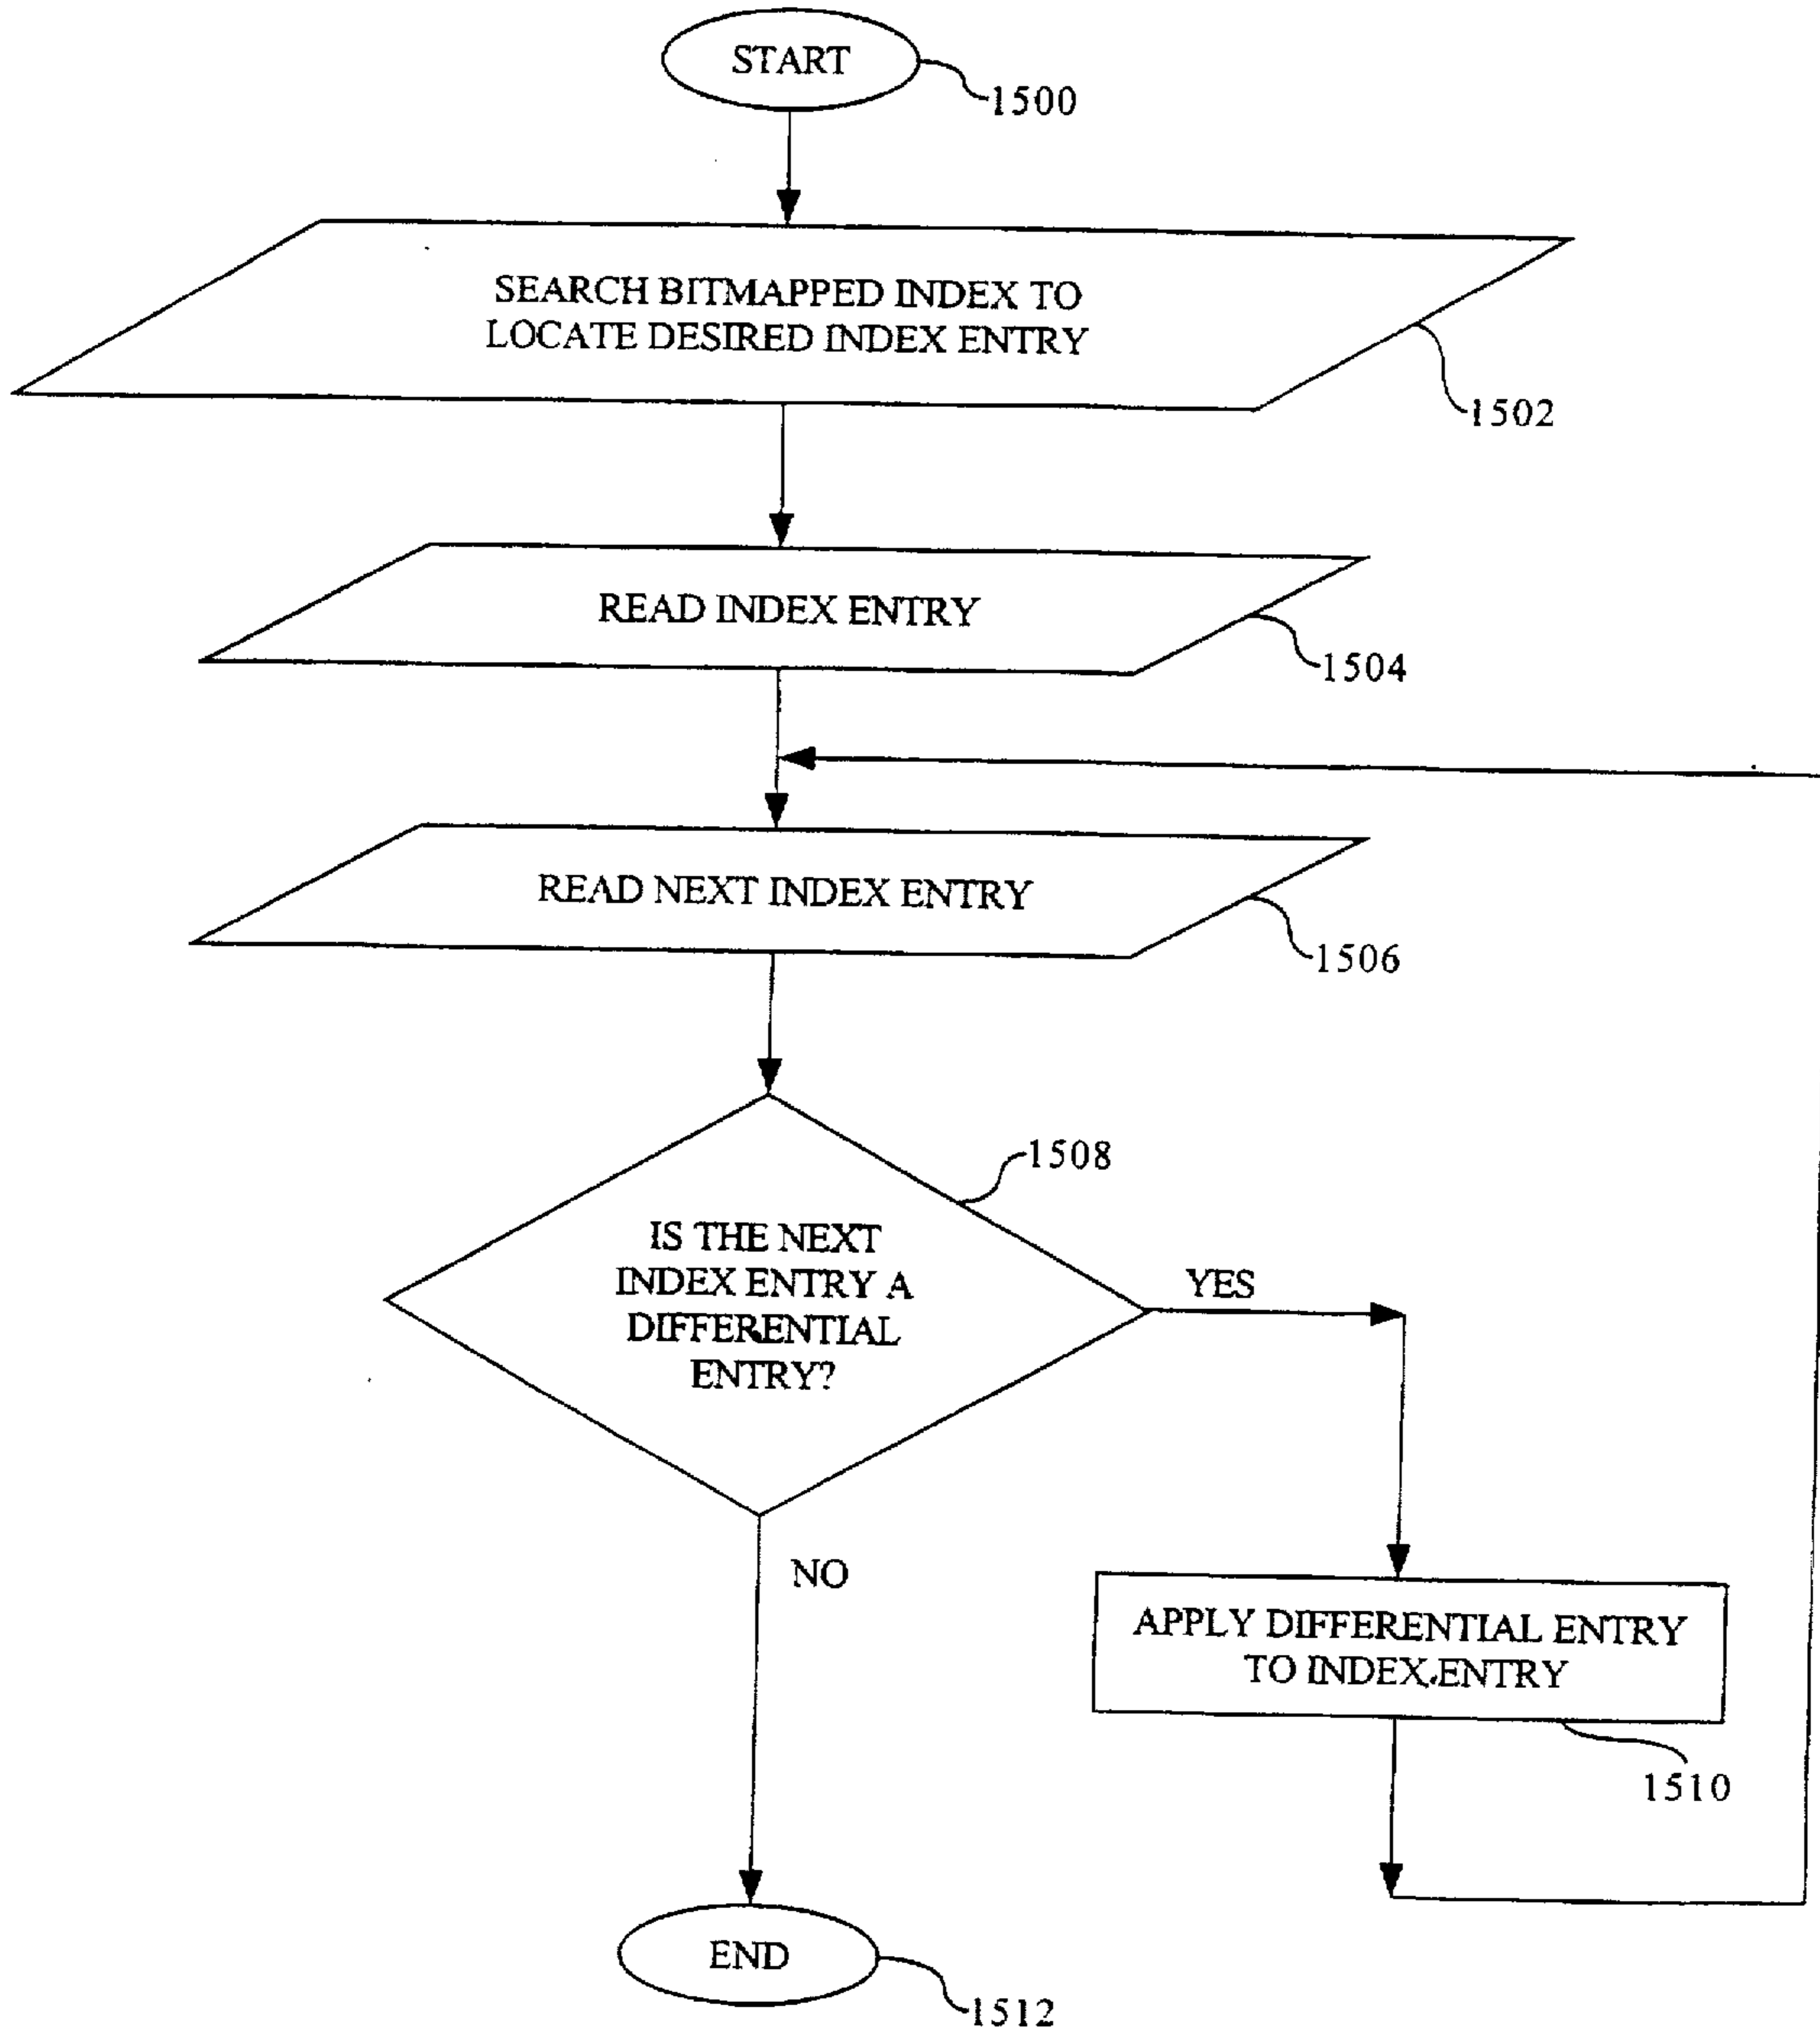 START
1500
SEARCH BITMAPPED INDEX TO
LOCATE DESIRED INDEX ENTRY
1502
READ INDEX ENTRY
1504
READ NEXT INDEX ENTRY
1506
1508
IS THE NEXT
INDEX ENTRY A
DIFFERENTIAL
ENTRY?
YES
NO
APPLY DIFFERENTIAL ENTRY
TO INDEX ENTRY
1510
END
1512